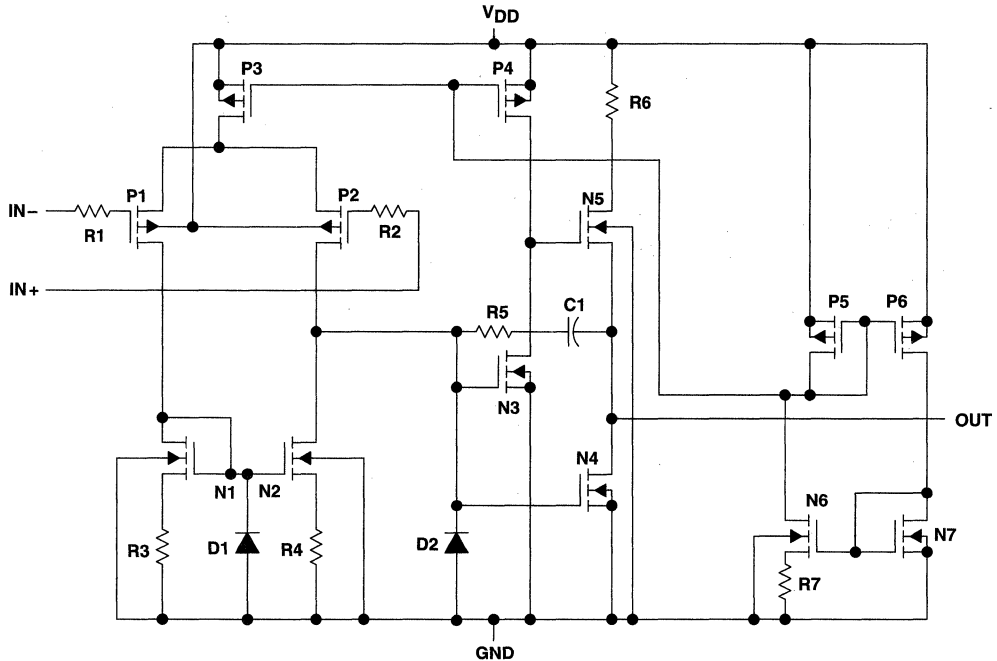 VDD
P3
P4
R6
P1
P2
N5
IN−
R1
R2
IN+
R5
C1
P5
P6
N3
OUT
N1
N2
N4
N6
N7
R3
D1
R4
D2
R7
GND